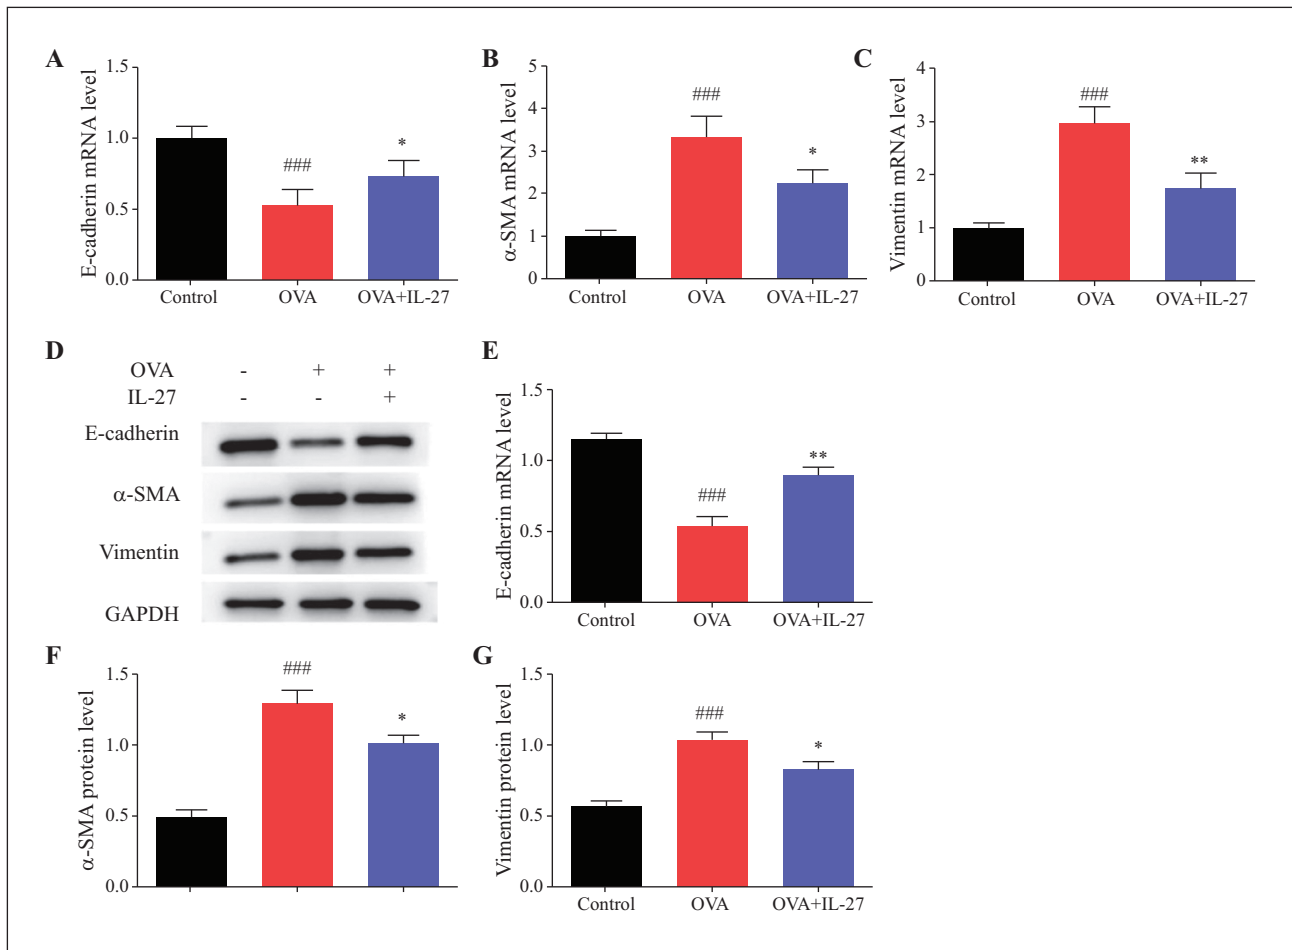 A
E-cadherin mRNA level
1.5
1.0
0.5
0.0
###
*
Control
OVA
OVA+IL-27
B
α-SMA mRNA level
5
4
3
2
1
0
###
*
Control
OVA
OVA+IL-27
C
Vimentin mRNA level
4
3
2
1
0
###
**
Control
OVA
OVA+IL-27
D
OVA - + +
IL-27 - - +
E-cadherin
α-SMA
Vimentin
GAPDH
E
E-cadherin mRNA level
1.5
1.0
0.5
0.0
###
**
Control
OVA
OVA+IL-27
F
α-SMA protein level
1.5
1.0
0.5
0.0
###
*
G
Vimentin protein level
1.5
1.0
0.5
0.0
###
*
Control
OVA
OVA+IL-27